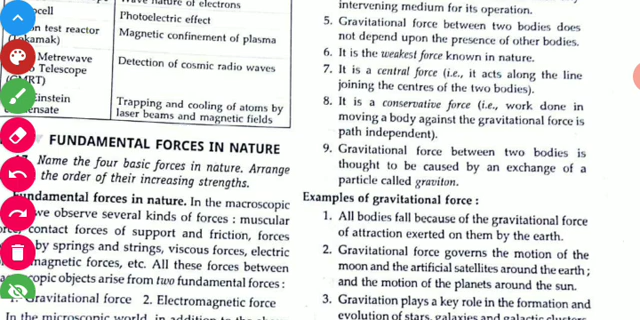 Wave nature of electrons
ocell
Photoelectric effect
on test reactor
kamak)
Magnetic confinement of plasma
Metrewave
Telescope
(GMRT)
Detection of cosmic radio waves
Einstein
ensate
Trapping and cooling of atoms by
laser beams and magnetic fields
FUNDAMENTAL FORCES IN NATURE
Name the four basic forces in nature. Arrange
the order of their increasing strengths.
undamental forces in nature. In the macroscopic
we observe several kinds of forces : muscular
contact forces of support and friction, forces
by springs and strings, viscous forces, electric
magnetic forces, etc. All these forces between
copic objects arise from two fundamental forces :
Gravitational force 2. Electromagnetic force
In the microscopic world, in addition to the
intervening medium for its operation.
5. Gravitational force between two bodies does
not depend upon the presence of other bodies.
6. It is the weakest force known in nature.
7. It is a central force (i.e., it acts along the line
joining the centres of the two bodies).
8. It is a conservative force (i.e., work done in
moving a body against the gravitational force is
path independent).
9. Gravitational force between two bodies is
thought to be caused by an exchange of a
particle called graviton.
Examples of gravitational force :
1. All bodies fall because of the gravitational force
of attraction exerted on them by the earth.
2. Gravitational force governs the motion of the
moon and the artificial satellites around the earth ;
and the motion of the planets around the sun.
3. Gravitation plays a key role in the formation and
evolution of stars, galaxies and galactic clusters